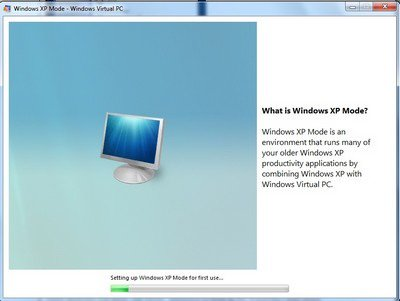 Windows XP Mode - Windows Virtual PC
What is Windows XP Mode?
Windows XP Mode is an
environment that runs many of
your older Windows XP
productivity applications by
combining Windows XP with
Windows Virtual PC.
Setting up Windows XP Mode for first use...